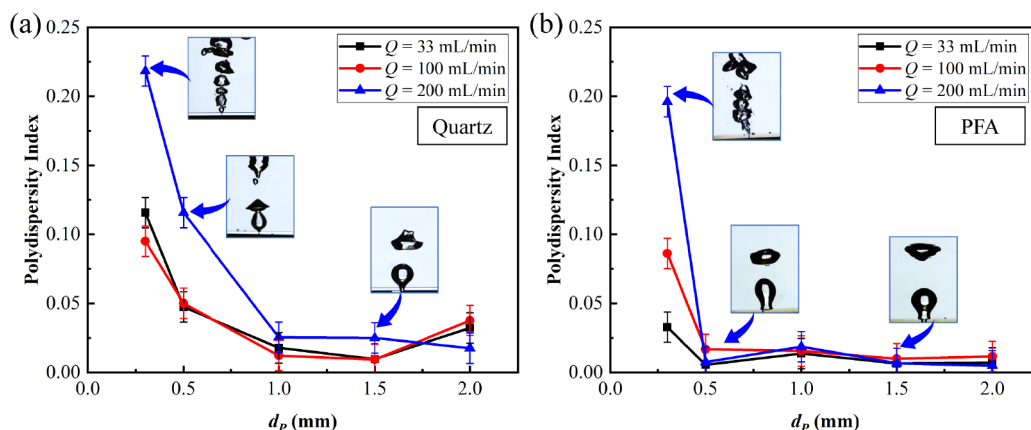 (a)
0.25
0.20
0.15
0.10
0.05
0.00
Polydispersity Index
Q = 33 mL/min
Q = 100 mL/min
Q = 200 mL/min
Quartz
0.0
0.5
1.0
1.5
2.0
dP (mm)
(b)
0.25
0.20
0.15
0.10
0.05
0.00
Polydispersity Index
Q = 33 mL/min
Q = 100 mL/min
Q = 200 mL/min
PFA
0.0
0.5
1.0
1.5
2.0
dP (mm)